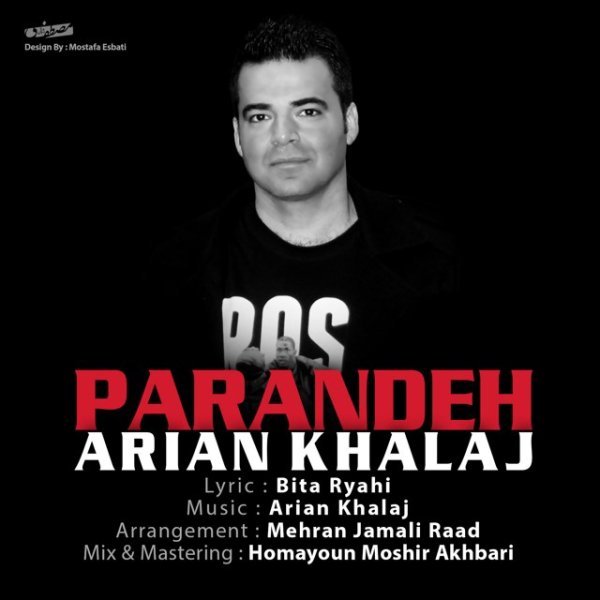 Design By : Mostafa Esbati
BOS
PARANDEH
ARIAN KHALAJ
Lyric : Bita Ryahi
Music : Arian Khalaj
Arrangement : Mehran Jamali Raad
Mix & Mastering : Homayoun Moshir Akhbari